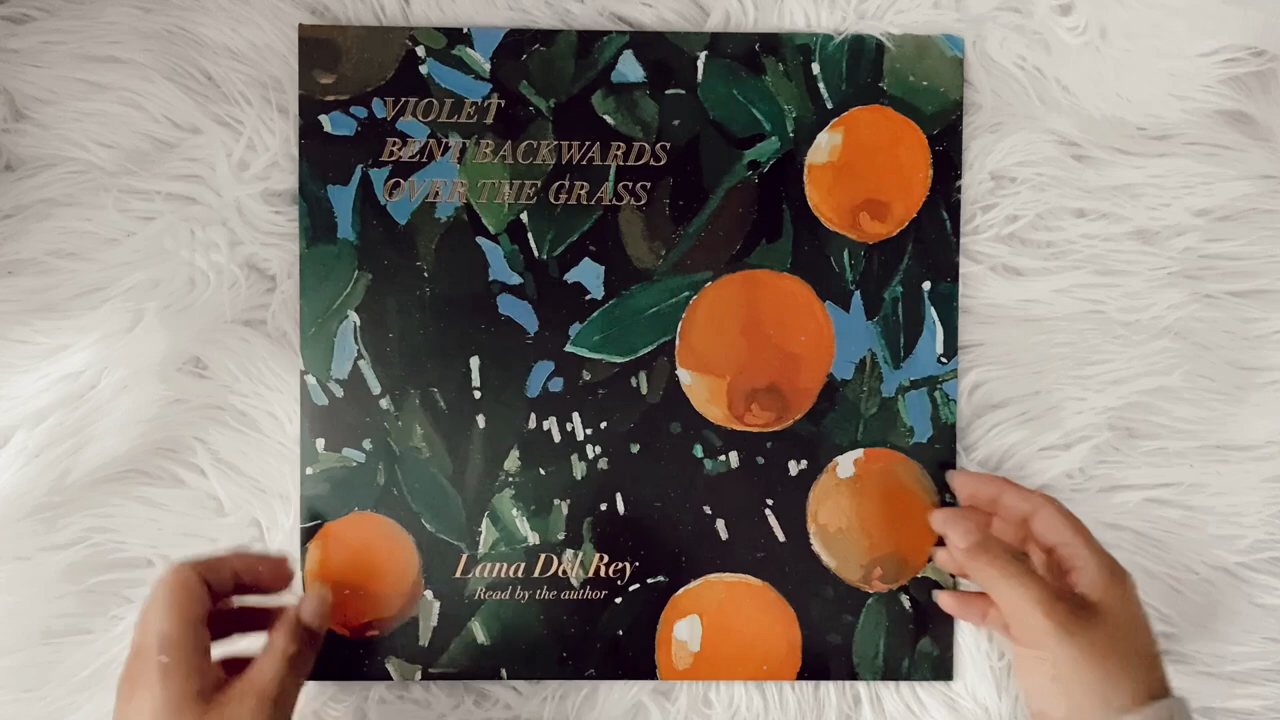 VIOLET
BENT BACKWARDS
OVER THE GRASS
Lana Del Rey
Read by the author